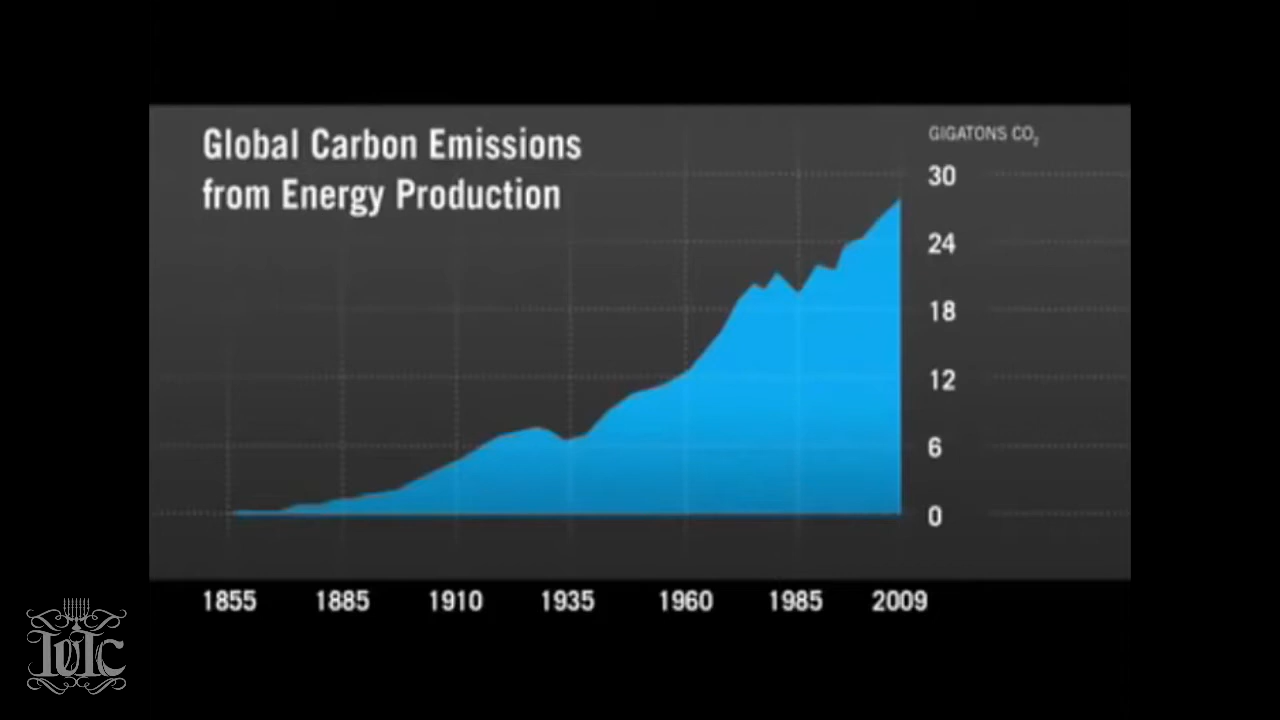 Global Carbon Emissions
from Energy Production
GIGATONS CO₂
30
24
18
12
6
0
1855 1885 1910 1935 1960 1985 2009
IUIC